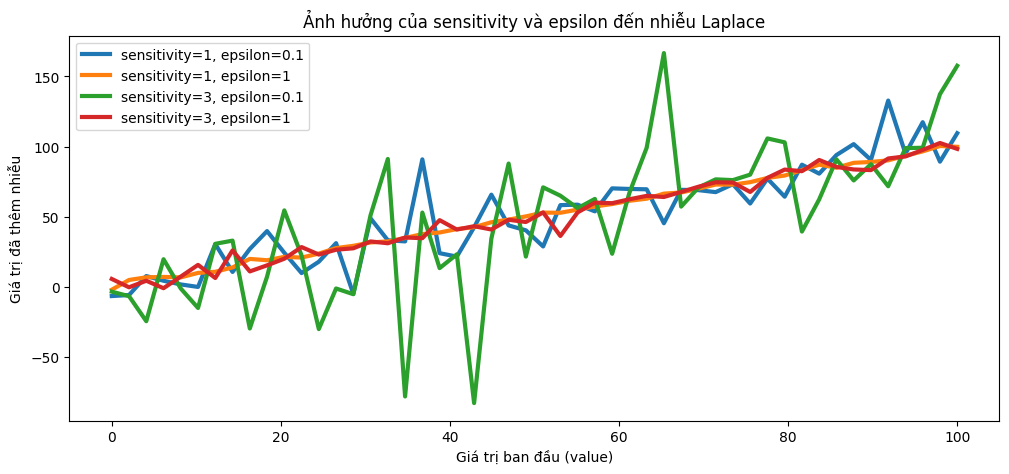 Ảnh hưởng của sensitivity và epsilon đến nhiễu Laplace
sensitivity=1, epsilon=0.1
sensitivity=1, epsilon=1
sensitivity=3, epsilon=0.1
sensitivity=3, epsilon=1
Giá trị đã thêm nhiễu
150
100
50
0
−50
0 20 40 60 80 100
Giá trị ban đầu (value)